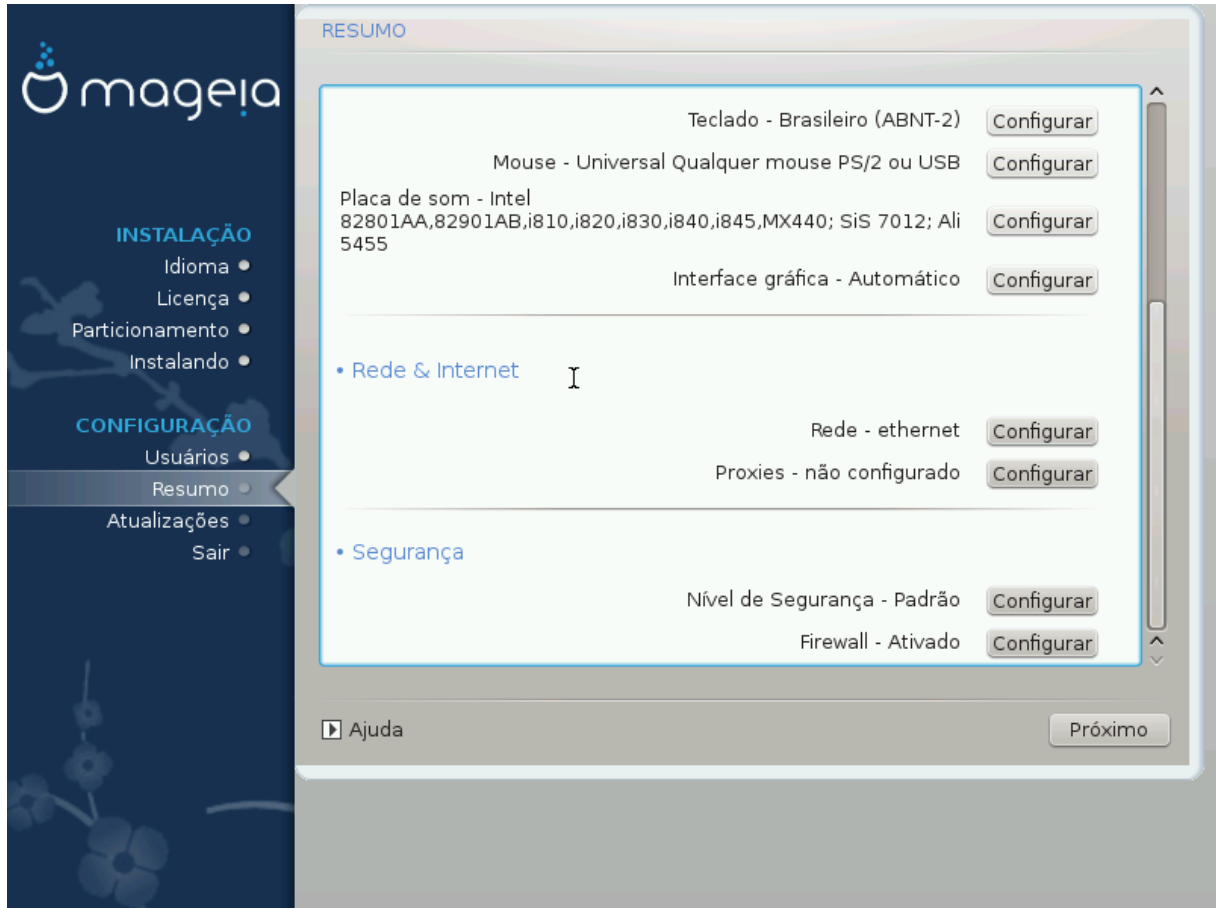 mageia
INSTALAÇÃO
Idioma
Licença
Particionamento
Instalando
CONFIGURAÇÃO
Usuários
Resumo
Atualizações
Sair
RESUMO
Teclado - Brasileiro (ABNT-2) Configurar
Mouse - Universal Qualquer mouse PS/2 ou USB Configurar
Placa de som - Intel
82801AA,82901AB,i810,i820,i830,i840,i845,MX440; SiS 7012; Ali Configurar
5455
Interface gráfica - Automático Configurar
• Rede & Internet
Rede - ethernet Configurar
Proxies - não configurado Configurar
• Segurança
Nível de Segurança - Padrão Configurar
Firewall - Ativado Configurar
Ajuda Próximo